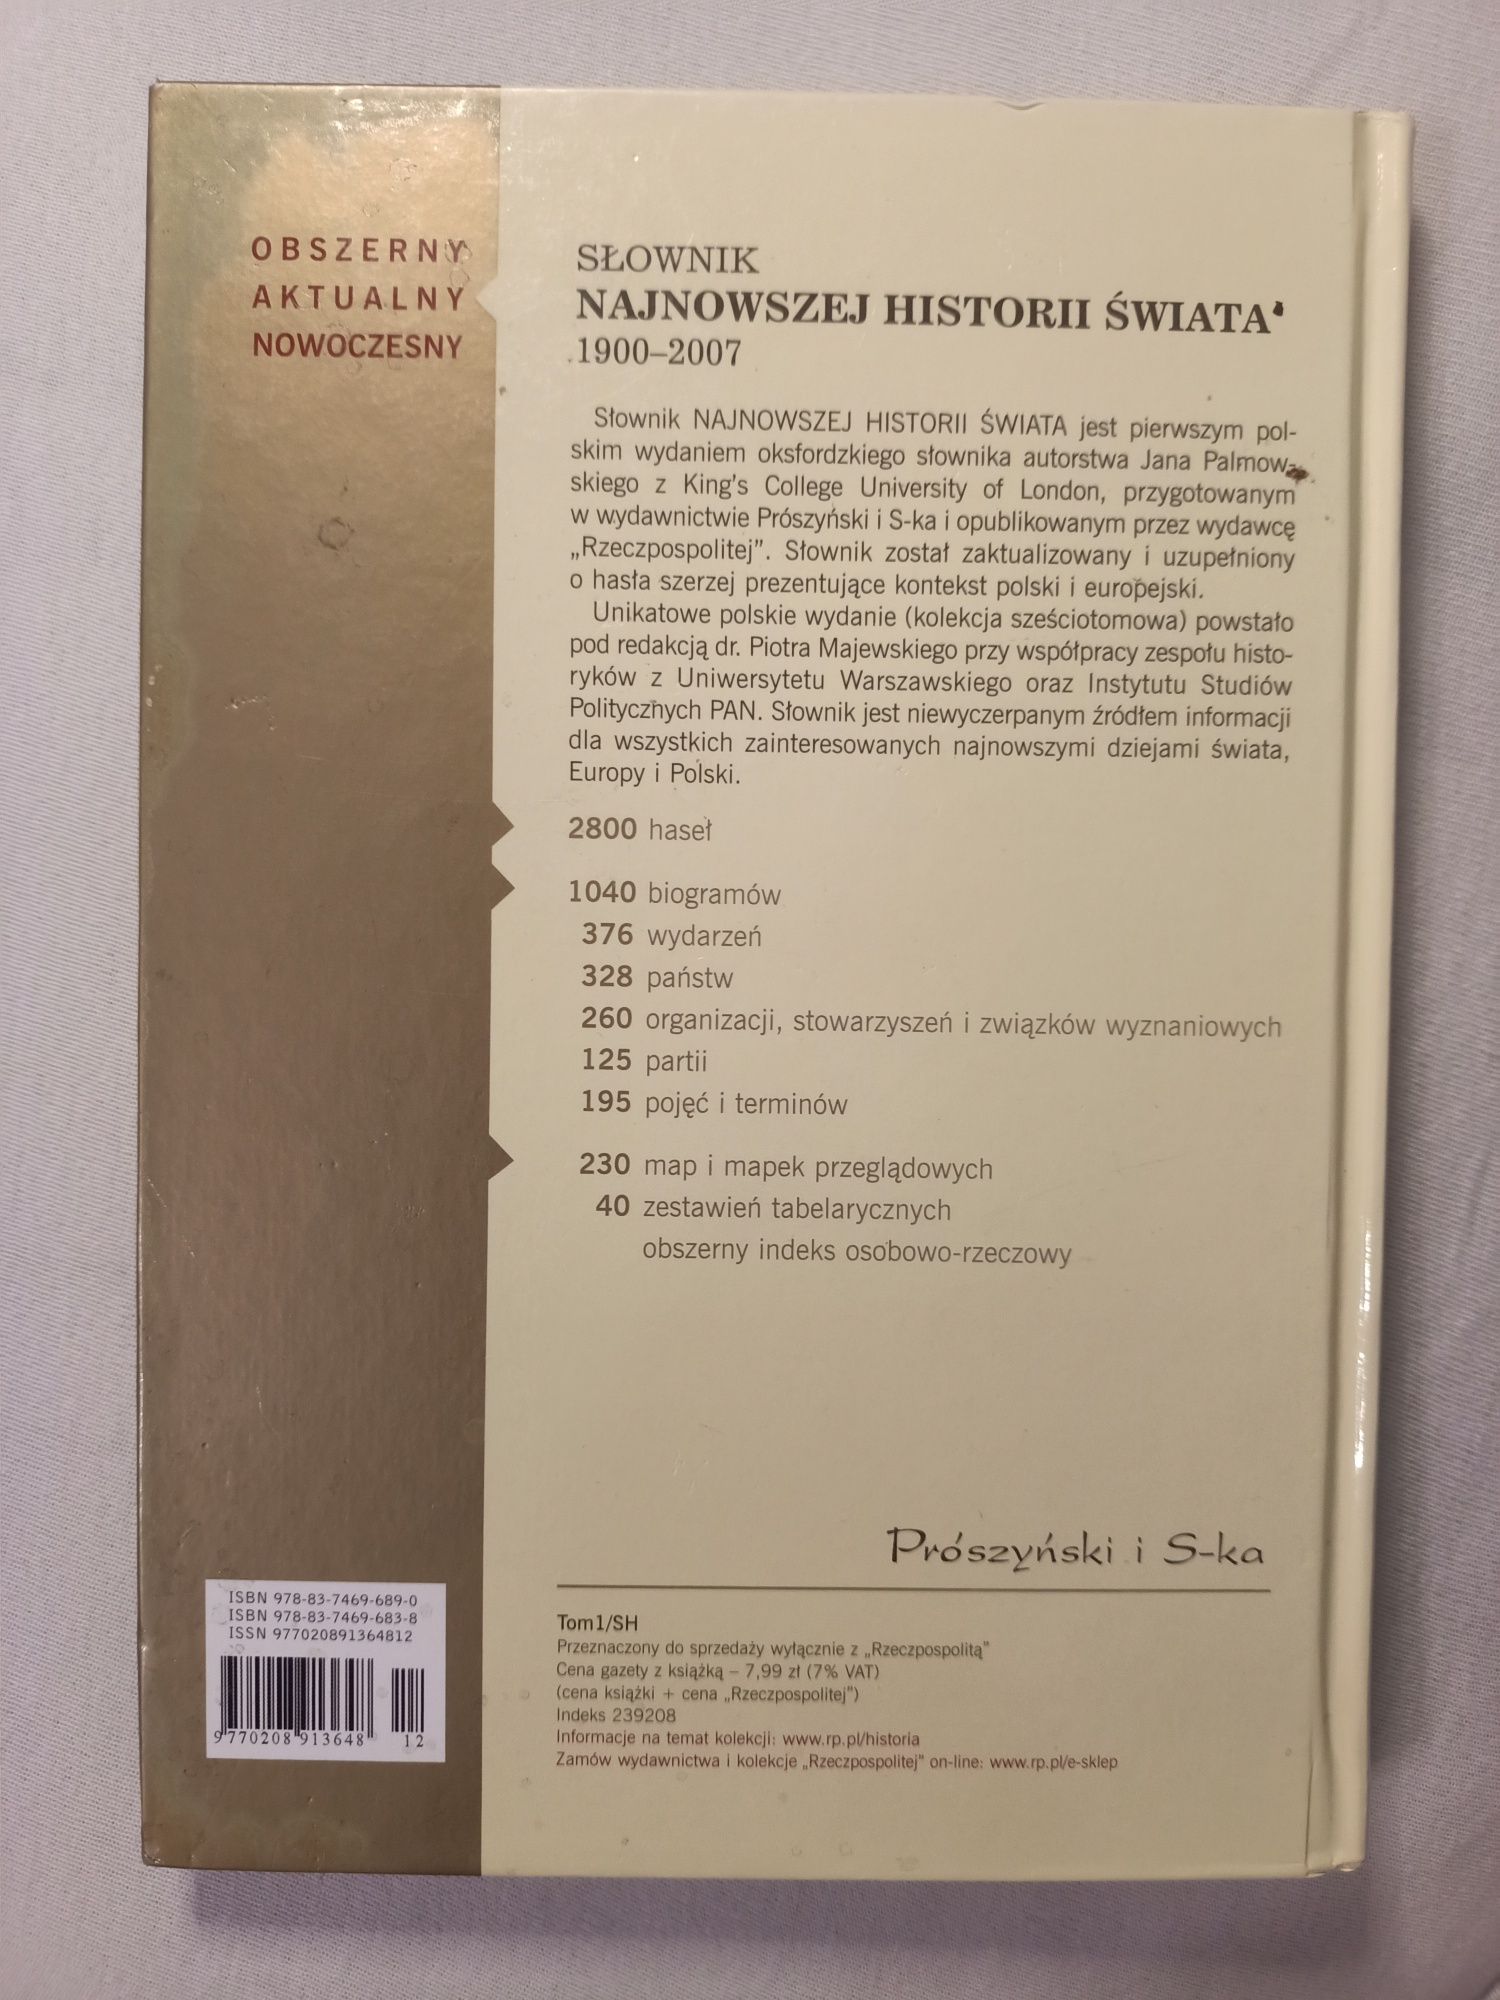 OBSZERNY
AKTUALNY
NOWOCZESNY
SŁOWNIK
NAJNOWSZEJ HISTORII ŚWIATA
1900–2007
Słownik NAJNOWSZEJ HISTORII ŚWIATA jest pierwszym pol-
skim wydaniem oksfordzkiego słownika autorstwa Jana Palmow-
skiego z King's College University of London, przygotowanym
w wydawnictwie Prószyński i S-ka i opublikowanym przez wydawcę
„Rzeczpospolitej”. Słownik został zaktualizowany i uzupełniony
o hasła szerzej prezentujące kontekst polski i europejski.
Unikatowe polskie wydanie (kolekcja sześciotomowa) powstało
pod redakcją dr. Piotra Majewskiego przy współpracy zespołu histo-
ryków z Uniwersytetu Warszawskiego oraz Instytutu Studiów
Politycznych PAN. Słownik jest niewyczerpanym źródłem informacji
dla wszystkich zainteresowanych najnowszymi dziejami świata,
Europy i Polski.
2800 haseł
1040 biogramów
376 wydarzeń
328 państw
260 organizacji, stowarzyszeń i związków wyznaniowych
125 partii
195 pojęć i terminów
230 map i mapek przeglądowych
40 zestawień tabelarycznych
obszerny indeks osobowo-rzeczowy
Prószyński i S-ka
Tom1/SH
Przeznaczony do sprzedaży wyłącznie z „Rzeczpospolitą”
Cena gazety z książką – 7,99 zł (7% VAT)
(cena książki + cena „Rzeczpospolitej”)
Indeks 239208
Informacje na temat kolekcji: www.rp.pl/historia
Zamów wydawnictwa i kolekcje „Rzeczpospolitej” on-line: www.rp.pl/e-sklep
ISBN 978-83-7469-689-0
ISBN 978-83-7469-683-8
ISSN 977020891364812
9 770208 913648 12